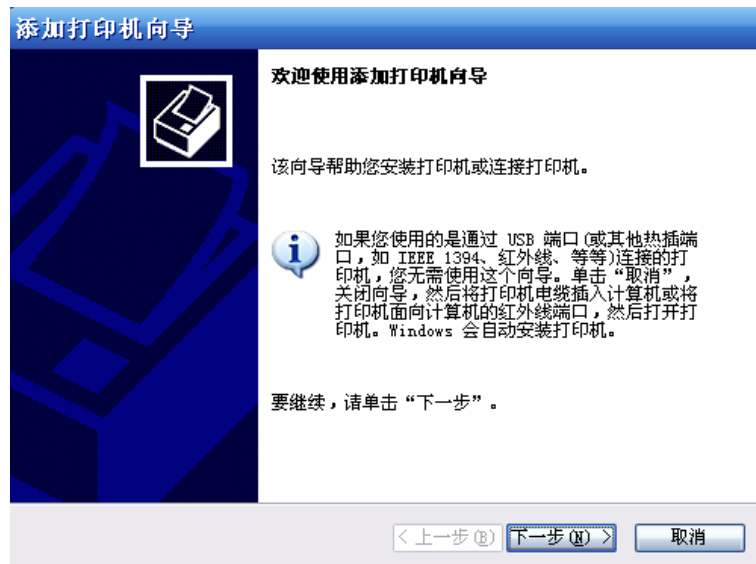 添加打印机向导
欢迎使用添加打印机向导
该向导帮助您安装打印机或连接打印机。
如果您使用的是通过 USB 端口(或其他热插端
口，如 IEEE 1394、红外线、等等)连接的打
印机，您无需使用这个向导。单击“取消”，
关闭向导，然后将打印机电缆插入计算机或将
打印机面向计算机的红外线端口，然后打开打
印机。Windows 会自动安装打印机。
要继续，请单击“下一步”。
< 上一步(B) 下一步(N) > 取消